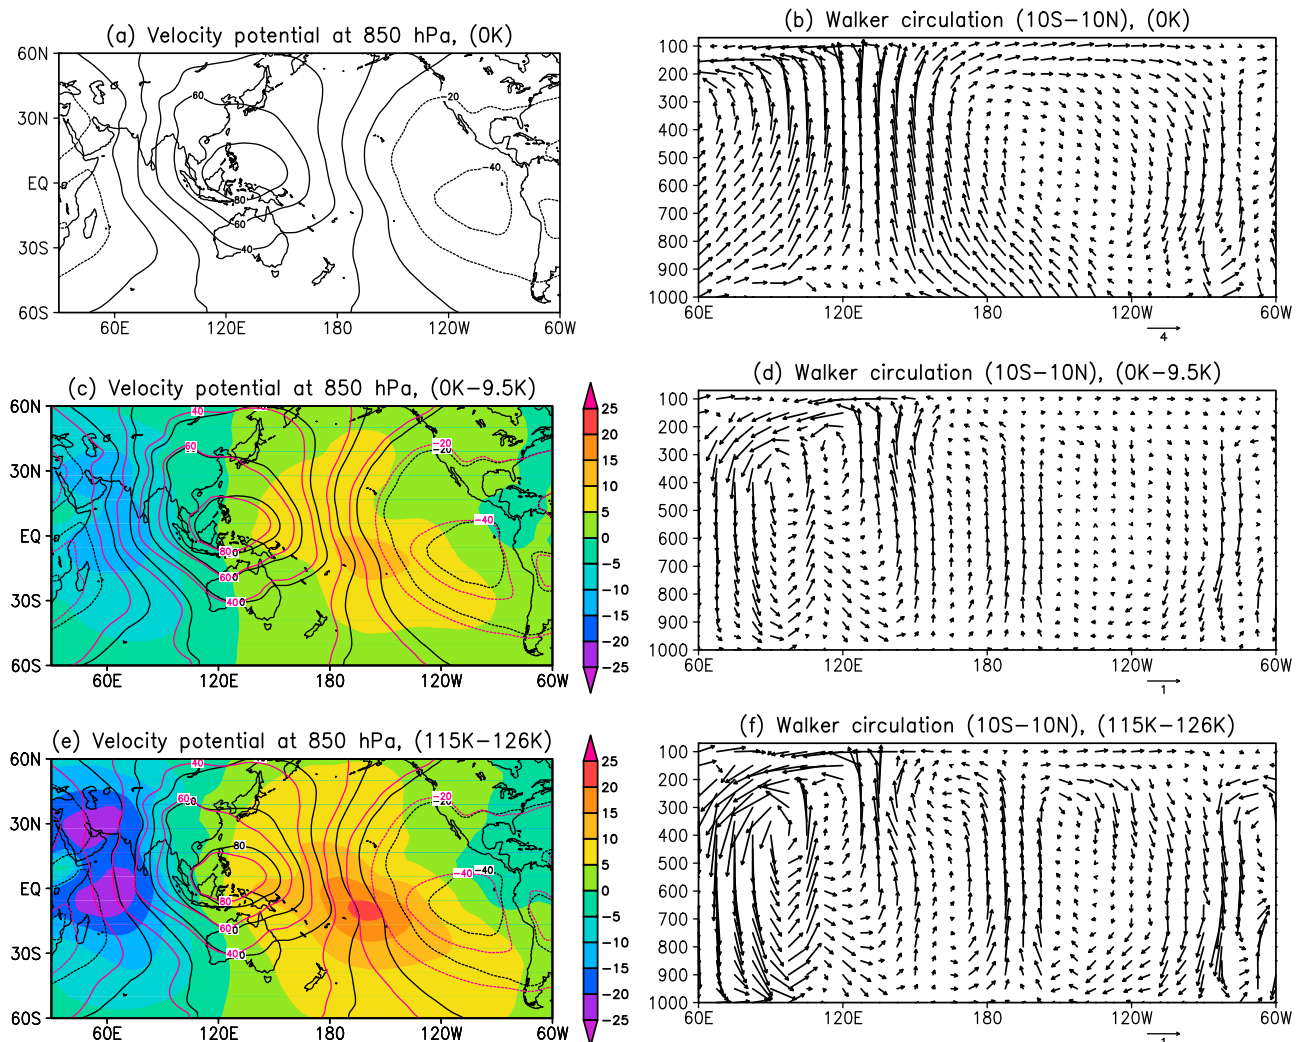 (a) Velocity potential at 850 hPa, (0K)
60N
30N
EQ
30S
60S
60E
120E
180
120W
60W
60
-20
-40
80
60
40
(b) Walker circulation (10S-10N), (0K)
100
200
300
400
500
600
700
800
900
1000
60E
120E
180
120W
60W
4
(c) Velocity potential at 850 hPa, (0K-9.5K)
60N
30N
EQ
30S
60S
60E
120E
180
120W
60W
40
60
-20
-40
80
60
40
25
20
15
10
5
0
-5
-10
-15
-20
-25
(d) Walker circulation (10S-10N), (0K-9.5K)
100
200
300
400
500
600
700
800
900
1000
60E
120E
180
120W
60W
1
(e) Velocity potential at 850 hPa, (115K-126K)
60N
30N
EQ
30S
60S
60E
120E
180
120W
60W
40
60
-20
80
-40
-40
80
60
40
25
20
15
10
5
0
-5
-10
-15
-20
-25
(f) Walker circulation (10S-10N), (115K-126K)
100
200
300
400
500
600
700
800
900
1000
60E
120E
180
120W
60W
1